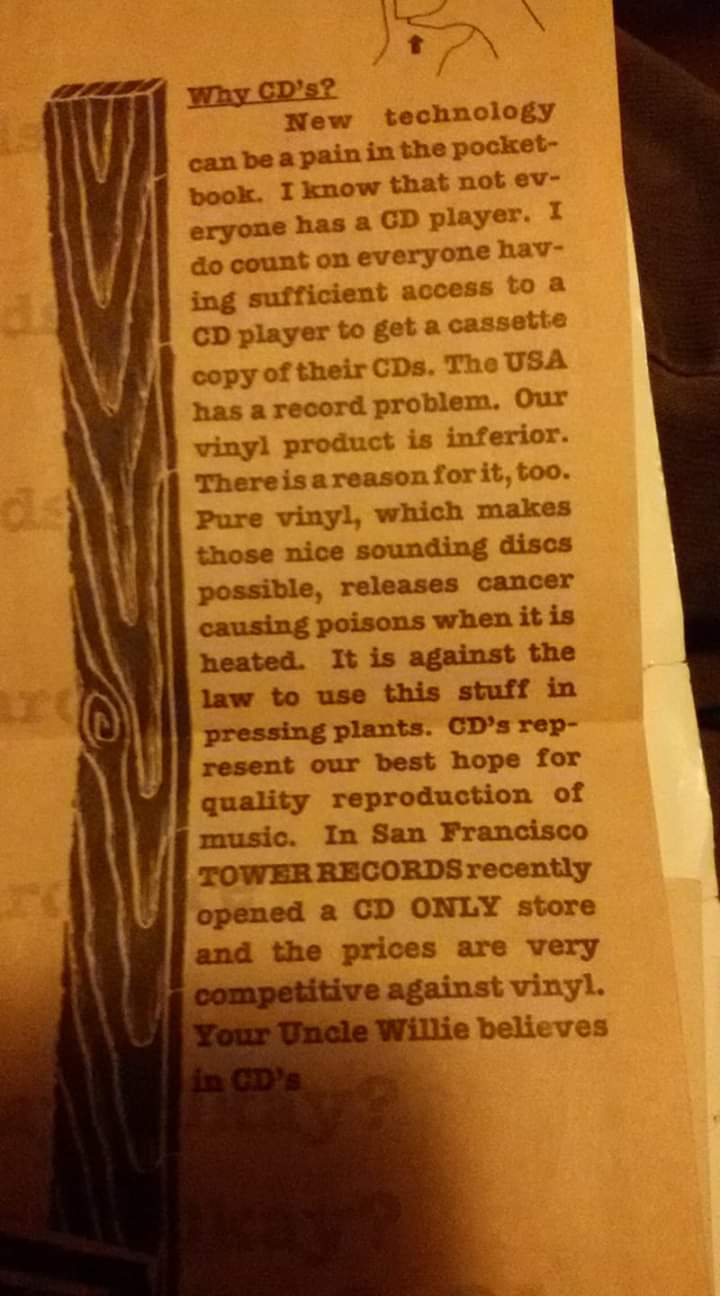 Why CD's?
New technology
can be a pain in the pocket-
book. I know that not ev-
eryone has a CD player. I
do count on everyone hav-
ing sufficient access to a
CD player to get a cassette
copy of their CDs. The USA
has a record problem. Our
vinyl product is inferior.
There is a reason for it, too.
Pure vinyl, which makes
those nice sounding discs
possible, releases cancer
causing poisons when it is
heated. It is against the
law to use this stuff in
pressing plants. CD's rep-
resent our best hope for
quality reproduction of
music. In San Francisco
TOWER RECORDS recently
opened a CD ONLY store
and the prices are very
competitive against vinyl.
Your Uncle Willie believes
in CD's